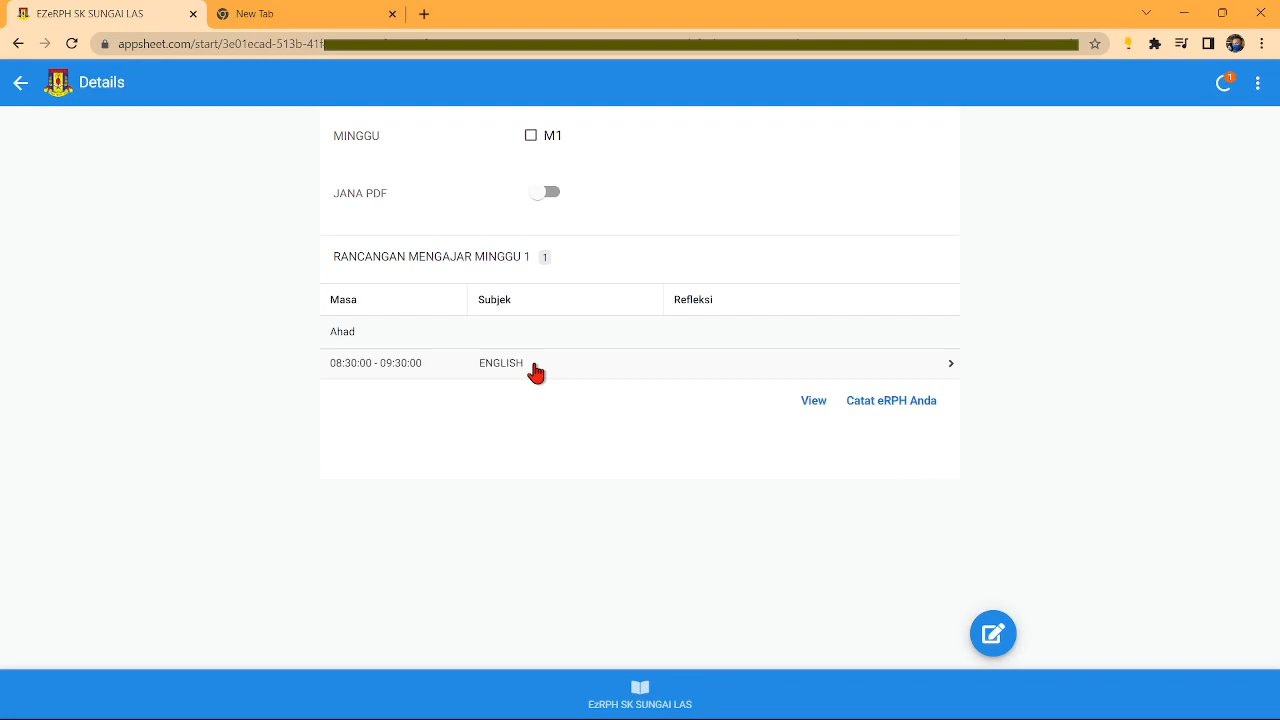 EZeRPH SK SUNGAI LAS
New Tab
appsheet.com/start/3e01ecad-513b-41#
Details
1
MINGGU
M1
JANA PDF
RANCANGAN MENGAJAR MINGGU 1 1
Masa Subjek Refleksi
Ahad
08:30:00 - 09:30:00 ENGLISH
View Catat eRPH Anda
EzRPH SK SUNGAI LAS